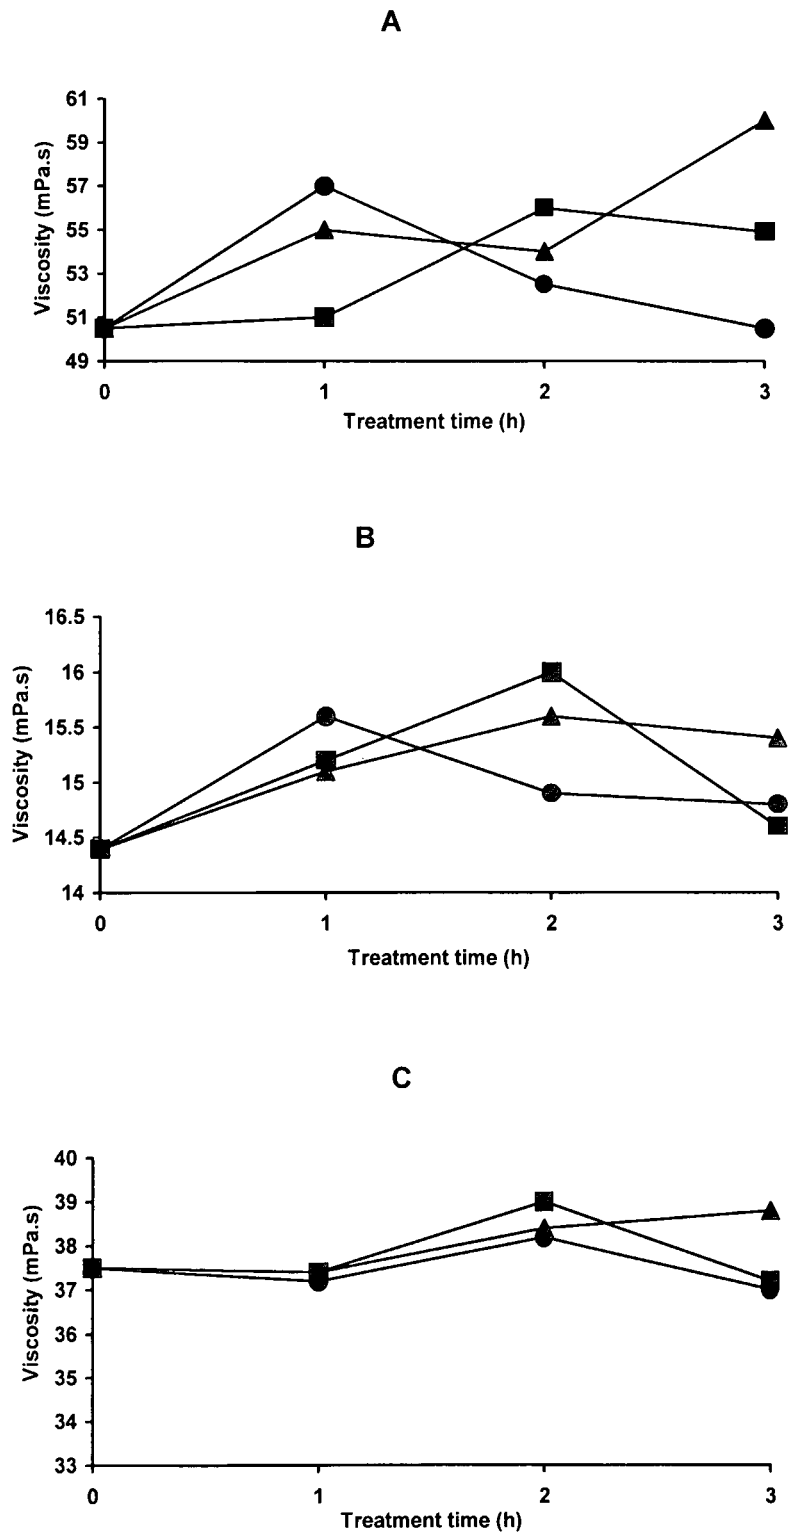 A
61
59
57
55
53
51
49
Viscosity (mPa.s)
0 1 2 3
Treatment time (h)
B
16.5
16
15.5
15
14.5
14
Viscosity (mPa.s)
0 1 2 3
Treatment time (h)
C
40
39
38
37
36
35
34
33
Viscosity (mPa.s)
0 1 2 3
Treatment time (h)